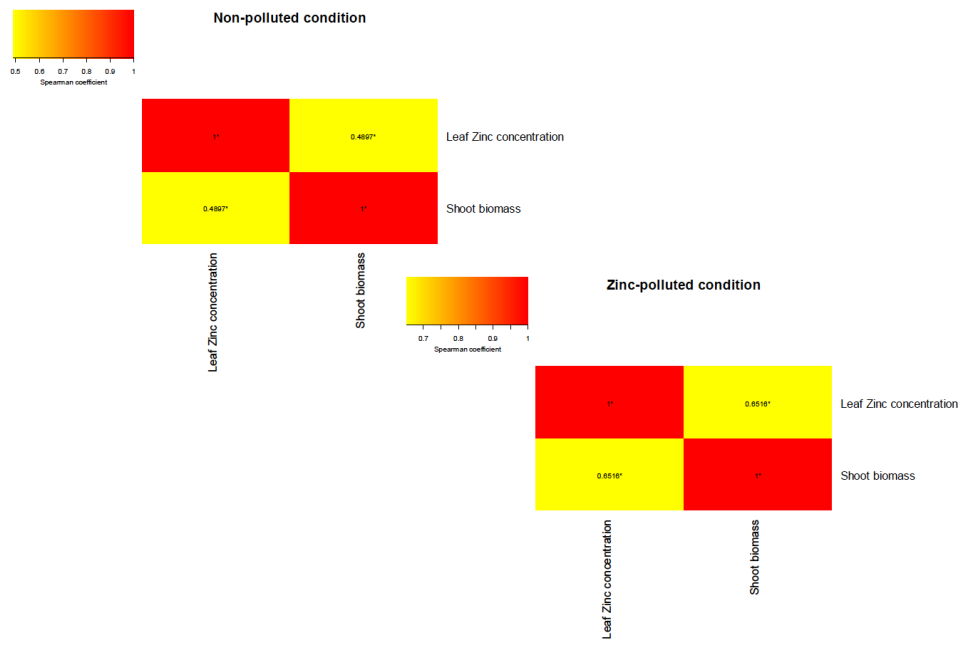 Non-polluted condition
0.5 0.6 0.7 0.8 0.9 1
Spearman coefficient
1* 0.4897* Leaf Zinc concentration
0.4897* 1* Shoot biomass
Leaf Zinc concentration
Shoot biomass
Zinc-polluted condition
0.7 0.8 0.9 1
Spearman coefficient
1* 0.6516* Leaf Zinc concentration
0.6516* 1* Shoot biomass
Leaf Zinc concentration
Shoot biomass